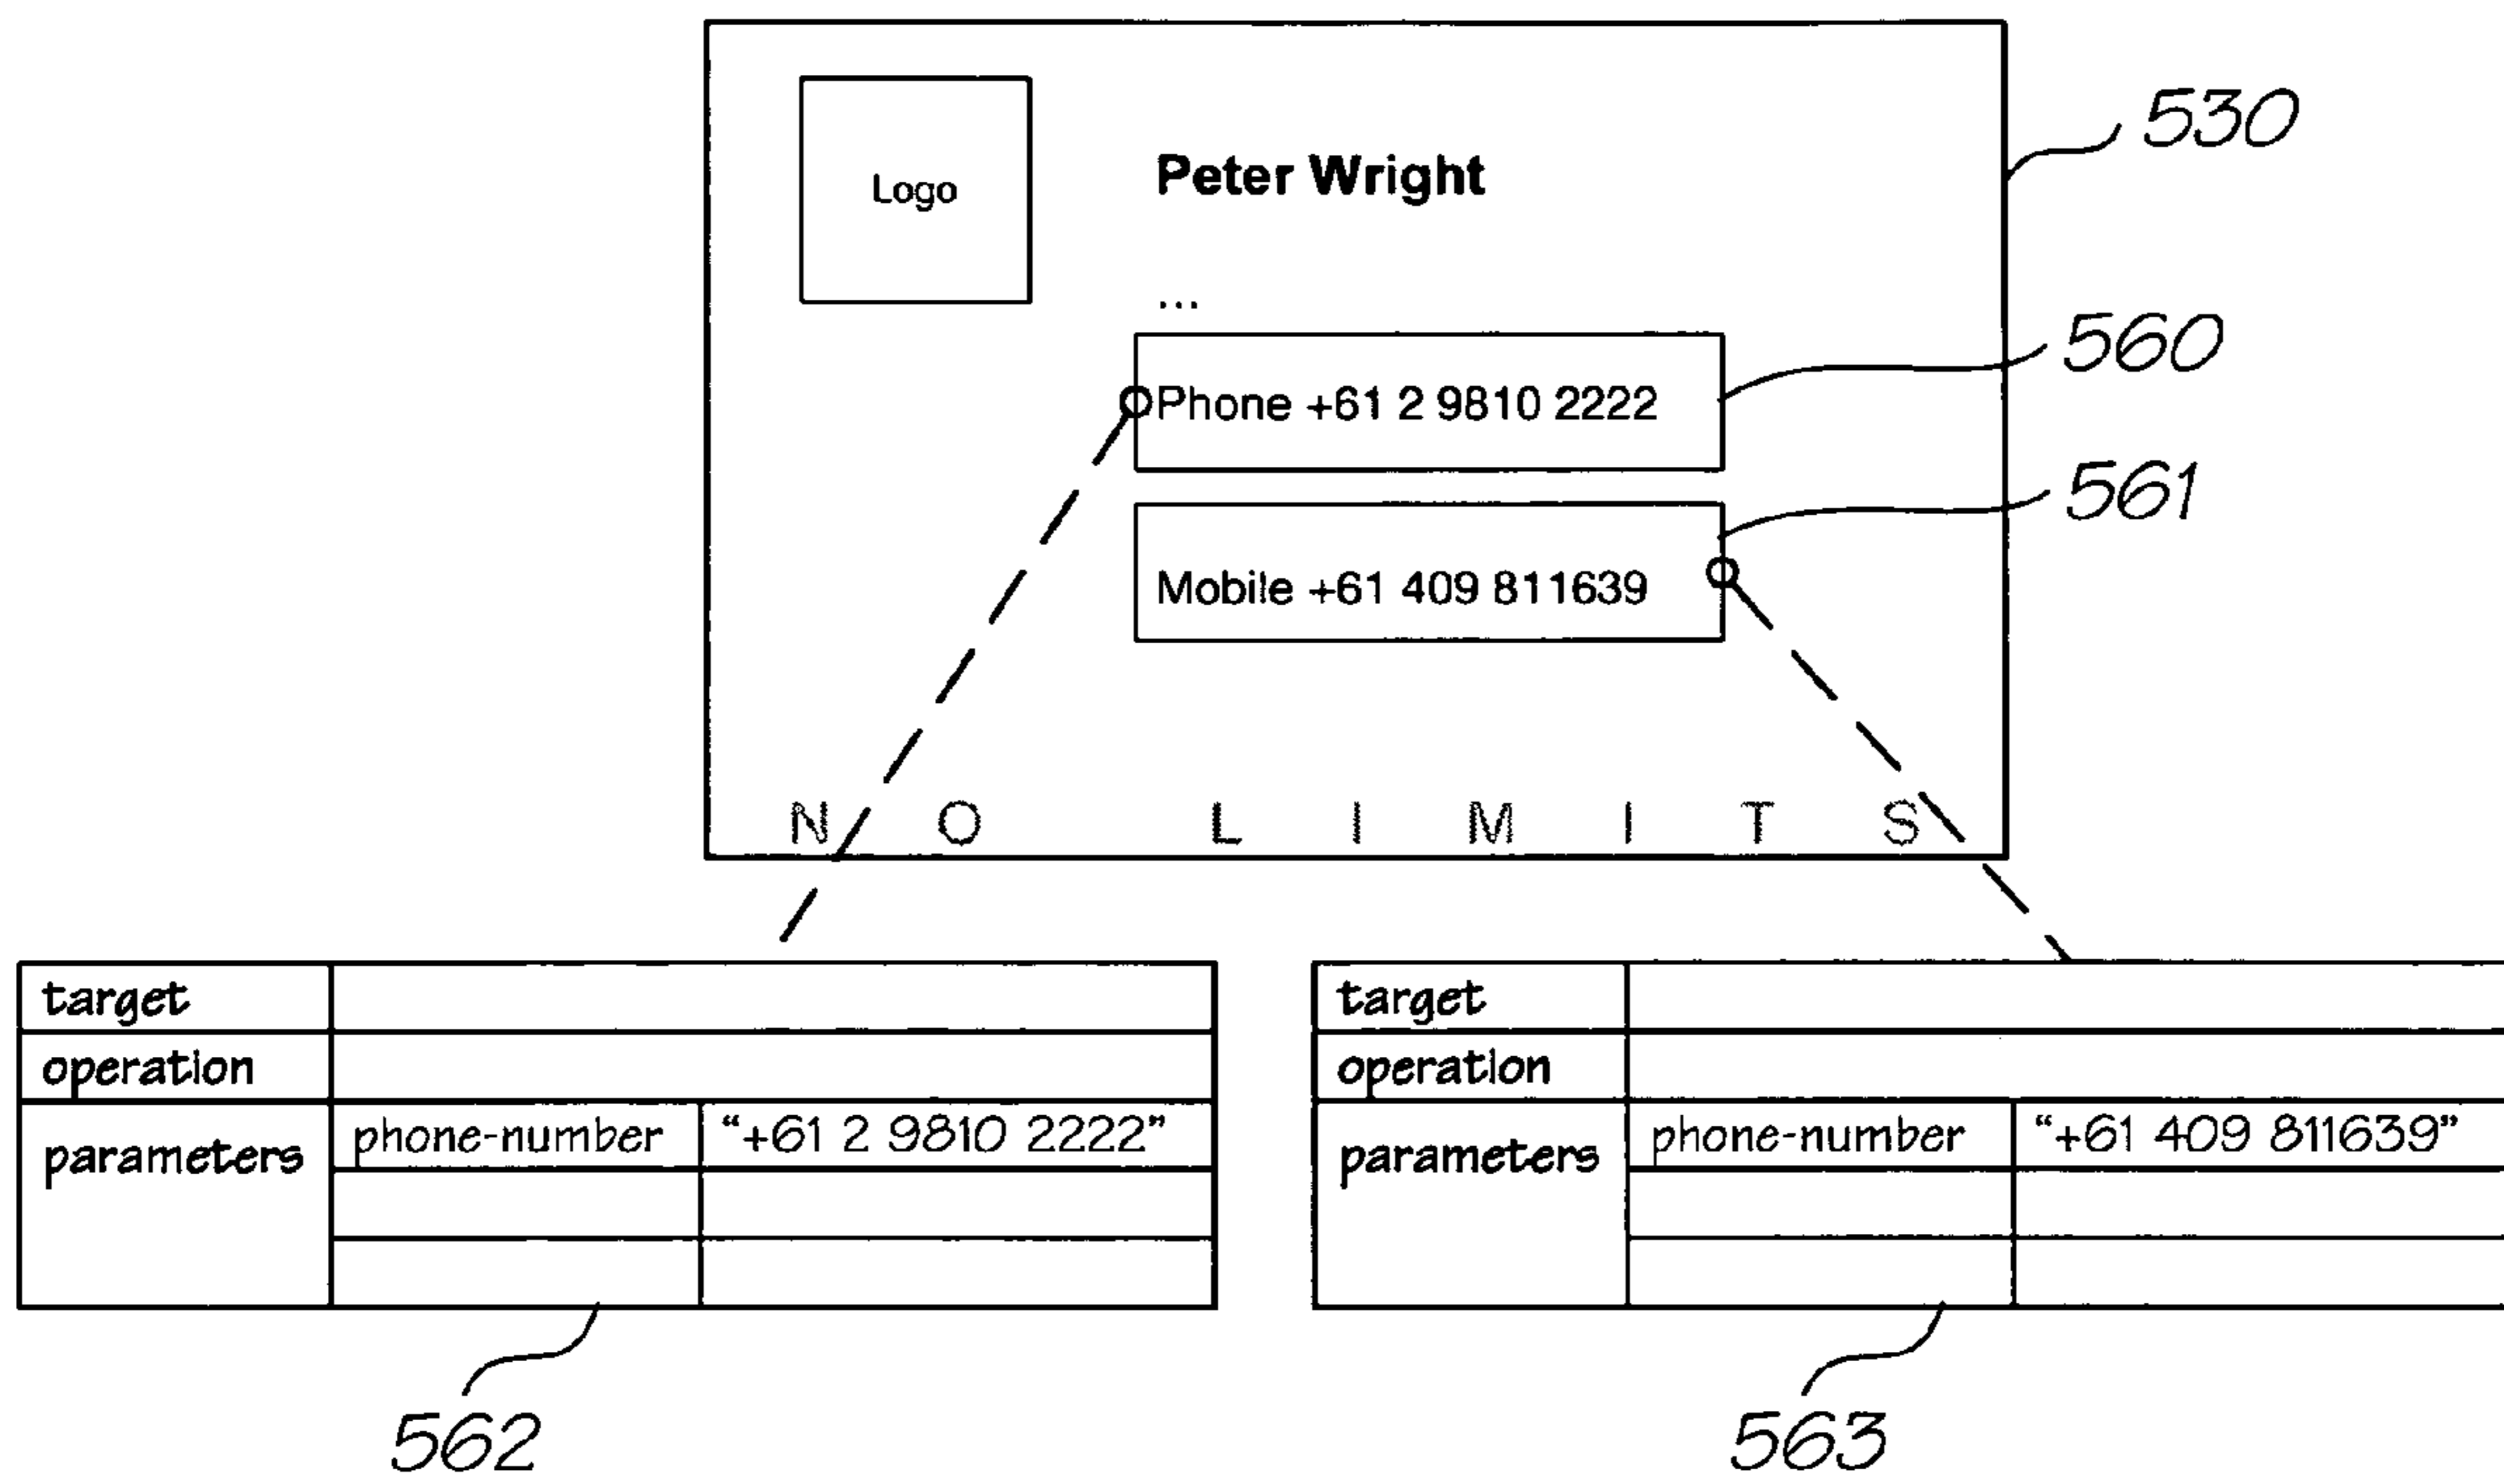 530
Logo
Peter Wright
...
560
Phone +61 2 9810 2222
561
Mobile +61 409 811639
N O L I M I T S
target
operation
parameters phone-number “+61 2 9810 2222”
562
target
operation
parameters phone-number “+61 409 811639”
563